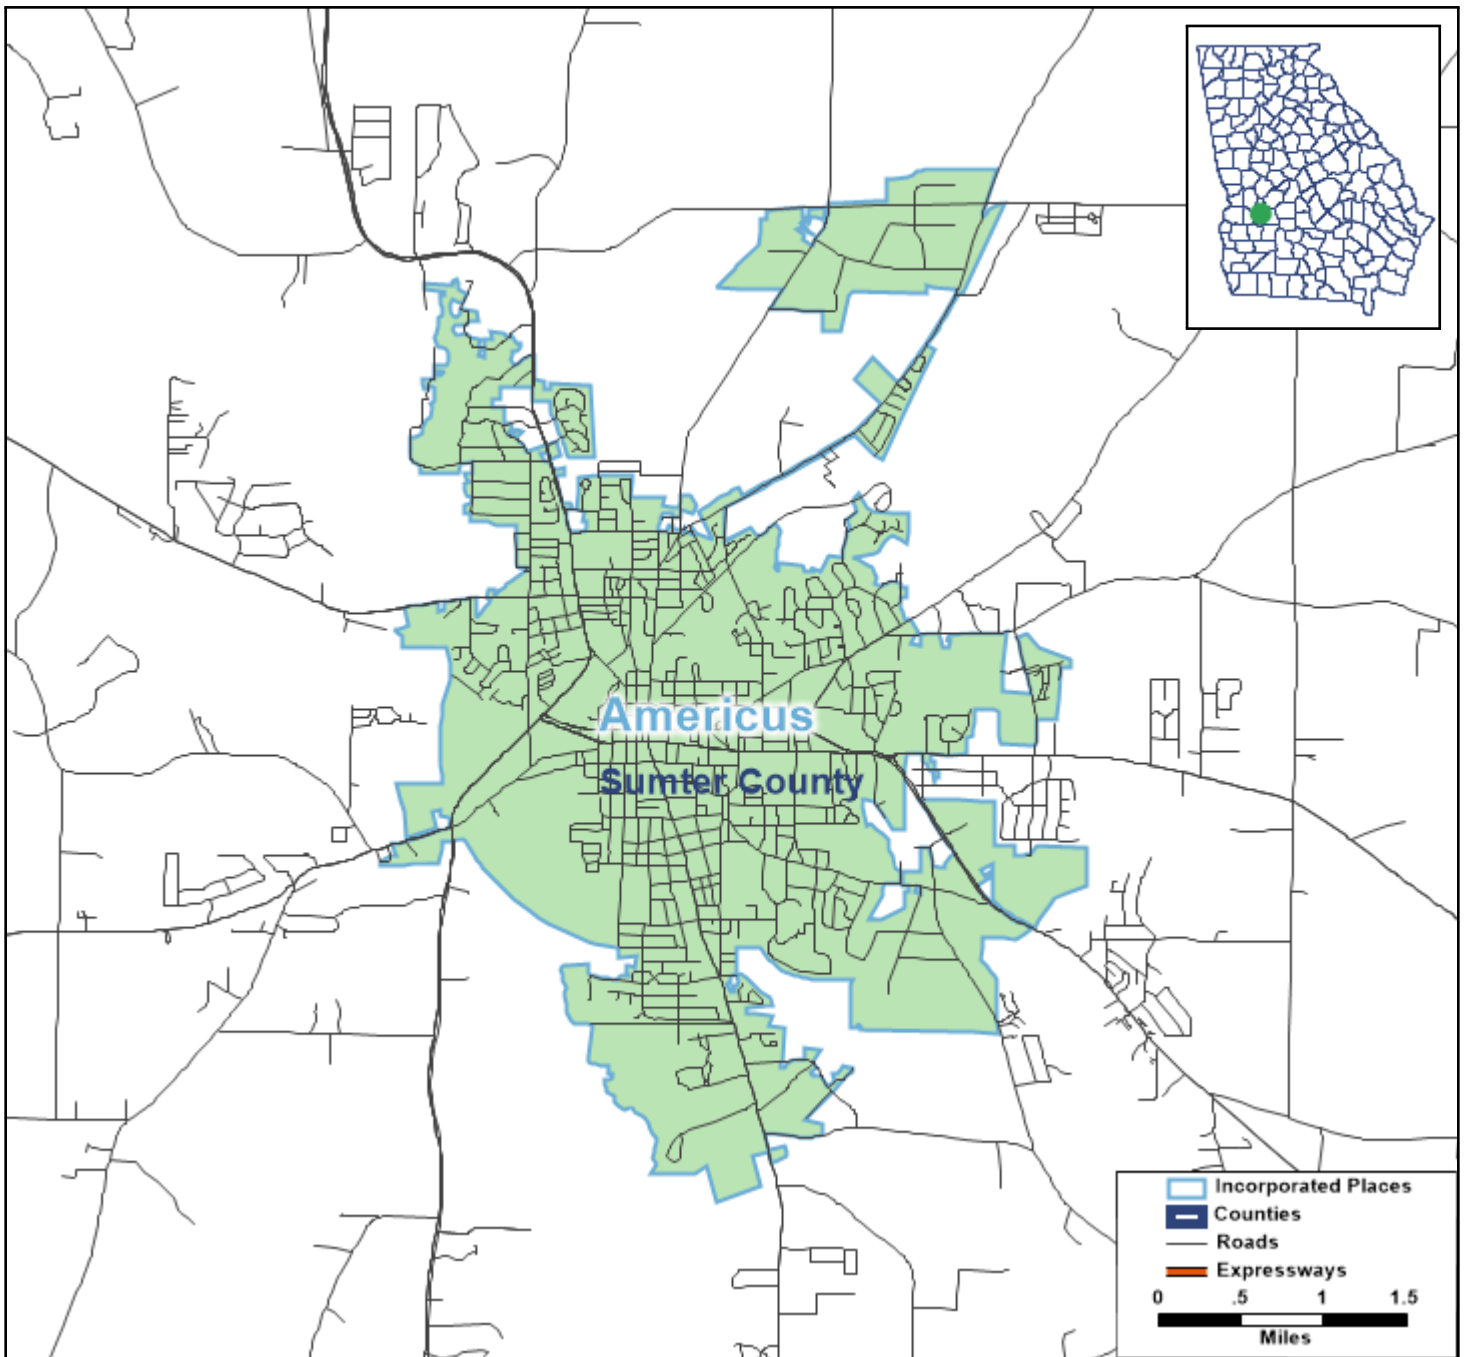 Americus
Sumter County
Incorporated Places
Counties
Roads
Expressways
0 .5 1 1.5
Miles